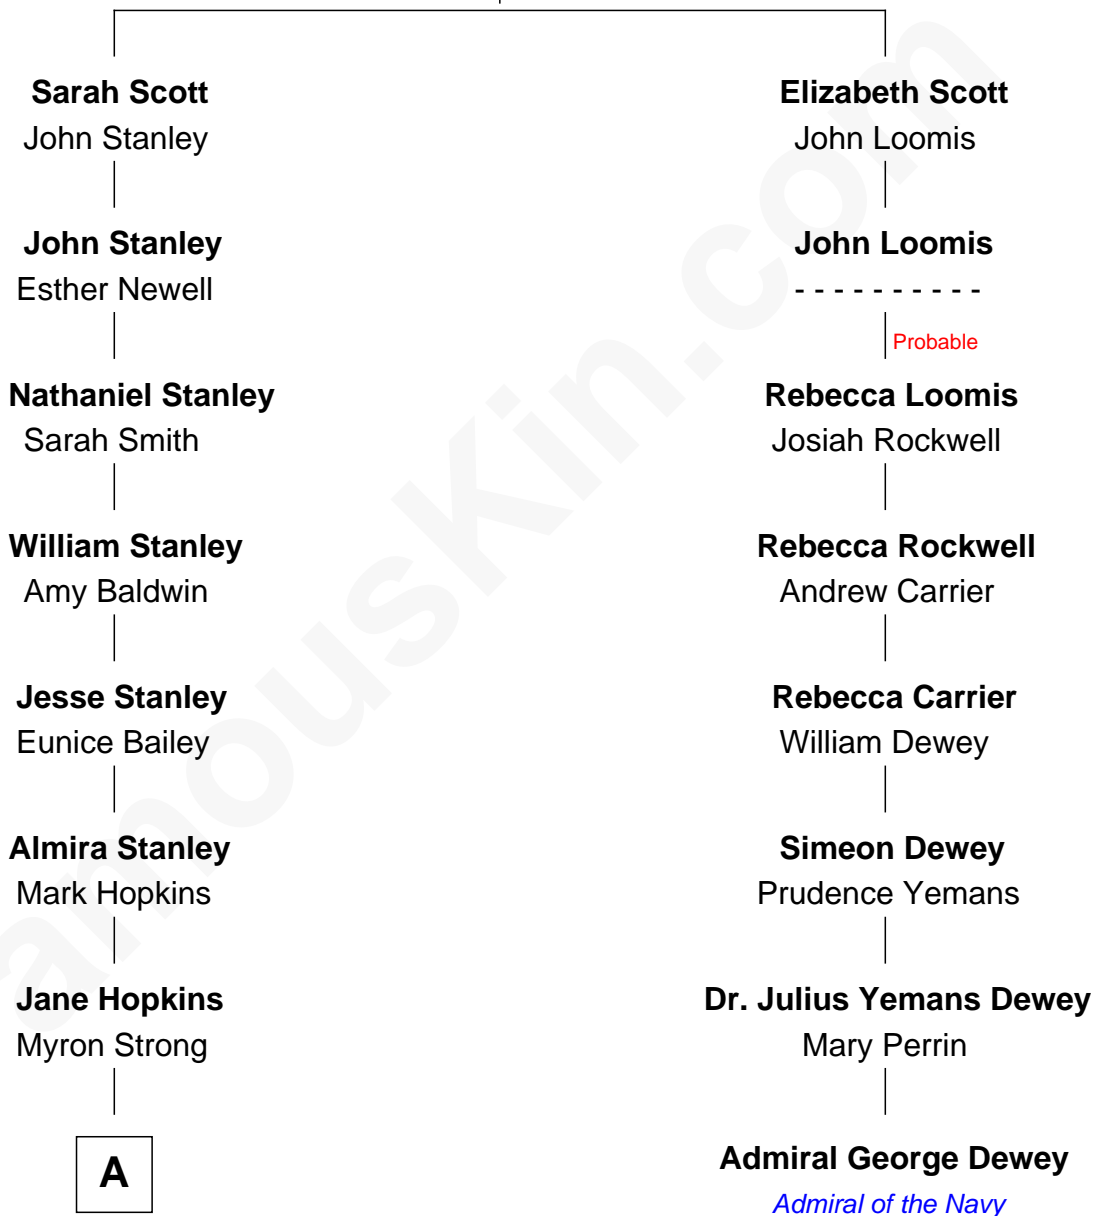 Sarah Scott
John Stanley
John Stanley
Esther Newell
Nathaniel Stanley
Sarah Smith
William Stanley
Amy Baldwin
Jesse Stanley
Eunice Bailey
Almira Stanley
Mark Hopkins
Jane Hopkins
Myron Strong
A
Elizabeth Scott
John Loomis
John Loomis
- - - - - - - - - -
Probable
Rebecca Loomis
Josiah Rockwell
Rebecca Rockwell
Andrew Carrier
Rebecca Carrier
William Dewey
Simeon Dewey
Prudence Yemans
Dr. Julius Yemans Dewey
Mary Perrin
Admiral George Dewey
Admiral of the Navy
amouskin.com